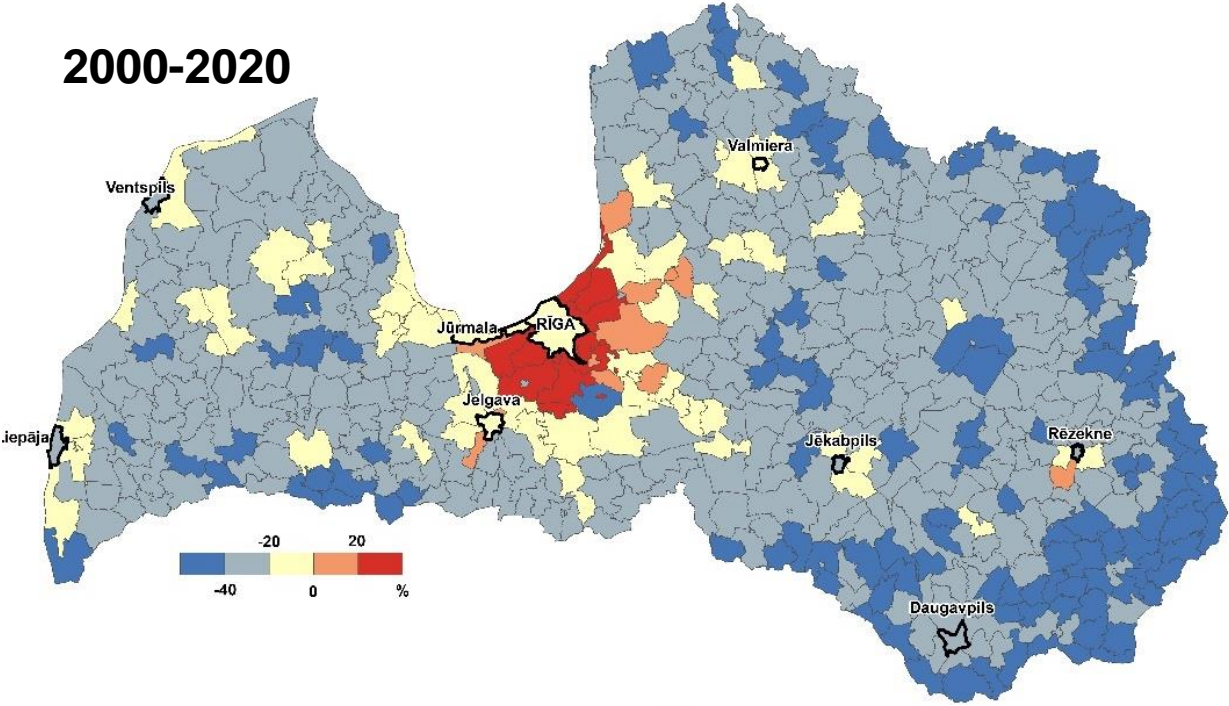 2000-2020
Valmiera
Ventspils
Jūrmala
RĪGA
Jelgava
.iepāja
Jēkabpils
Rēzekne
-20 20
-40 0 %
Daugavpils